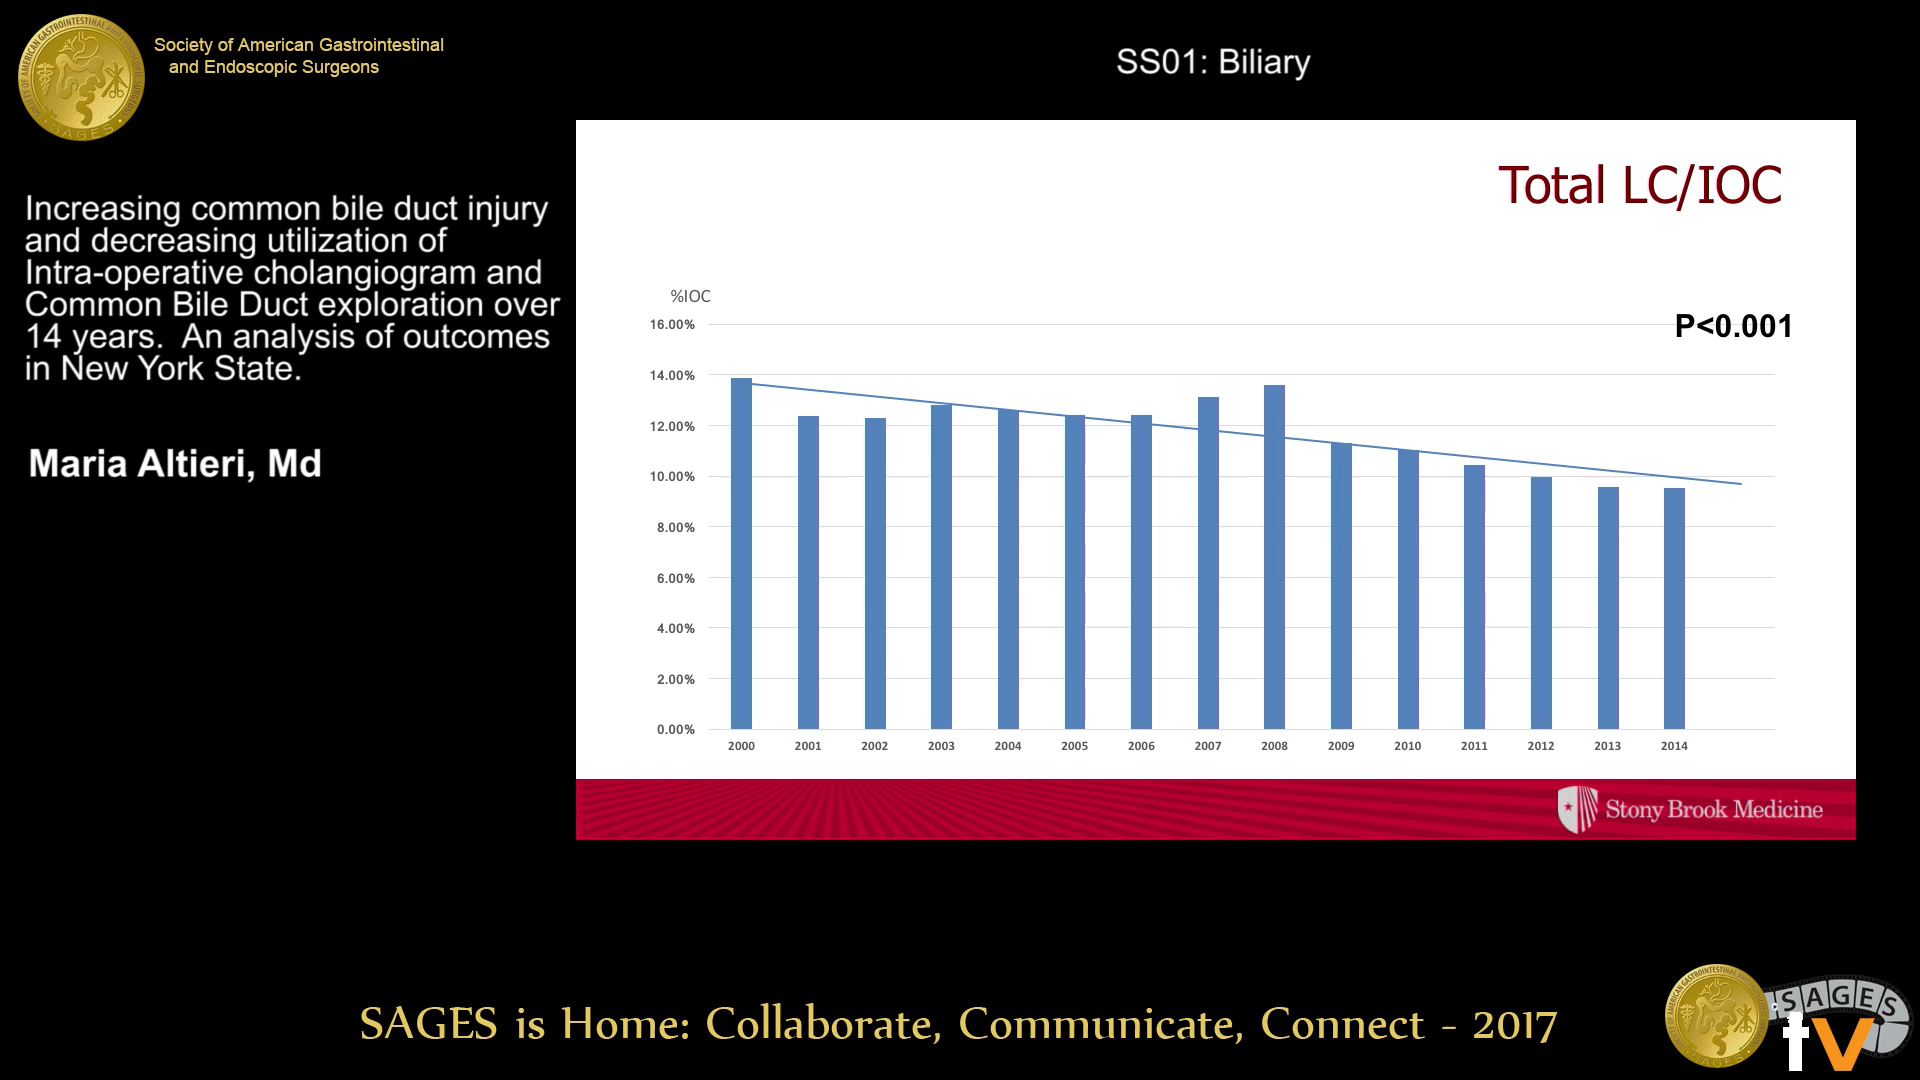 Society of American Gastrointestinal
and Endoscopic Surgeons
SS01: Biliary
Increasing common bile duct injury
and decreasing utilization of
Intra-operative cholangiogram and
Common Bile Duct exploration over
14 years.  An analysis of outcomes
in New York State.
Maria Altieri, Md
Total LC/IOC
%IOC
P<0.001
16.00%
14.00%
12.00%
10.00%
8.00%
6.00%
4.00%
2.00%
0.00%
2000 2001 2002 2003 2004 2005 2006 2007 2008 2009 2010 2011 2012 2013 2014
Stony Brook Medicine
SAGES is Home: Collaborate, Communicate, Connect - 2017
SAGES
tv
SAGES